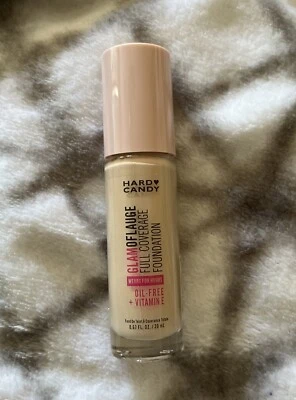 HARD♥
CANDY
GLAMOFLAUGE
FULL COVERAGE
FOUNDATION
OIL-FREE
+ VITAMIN E